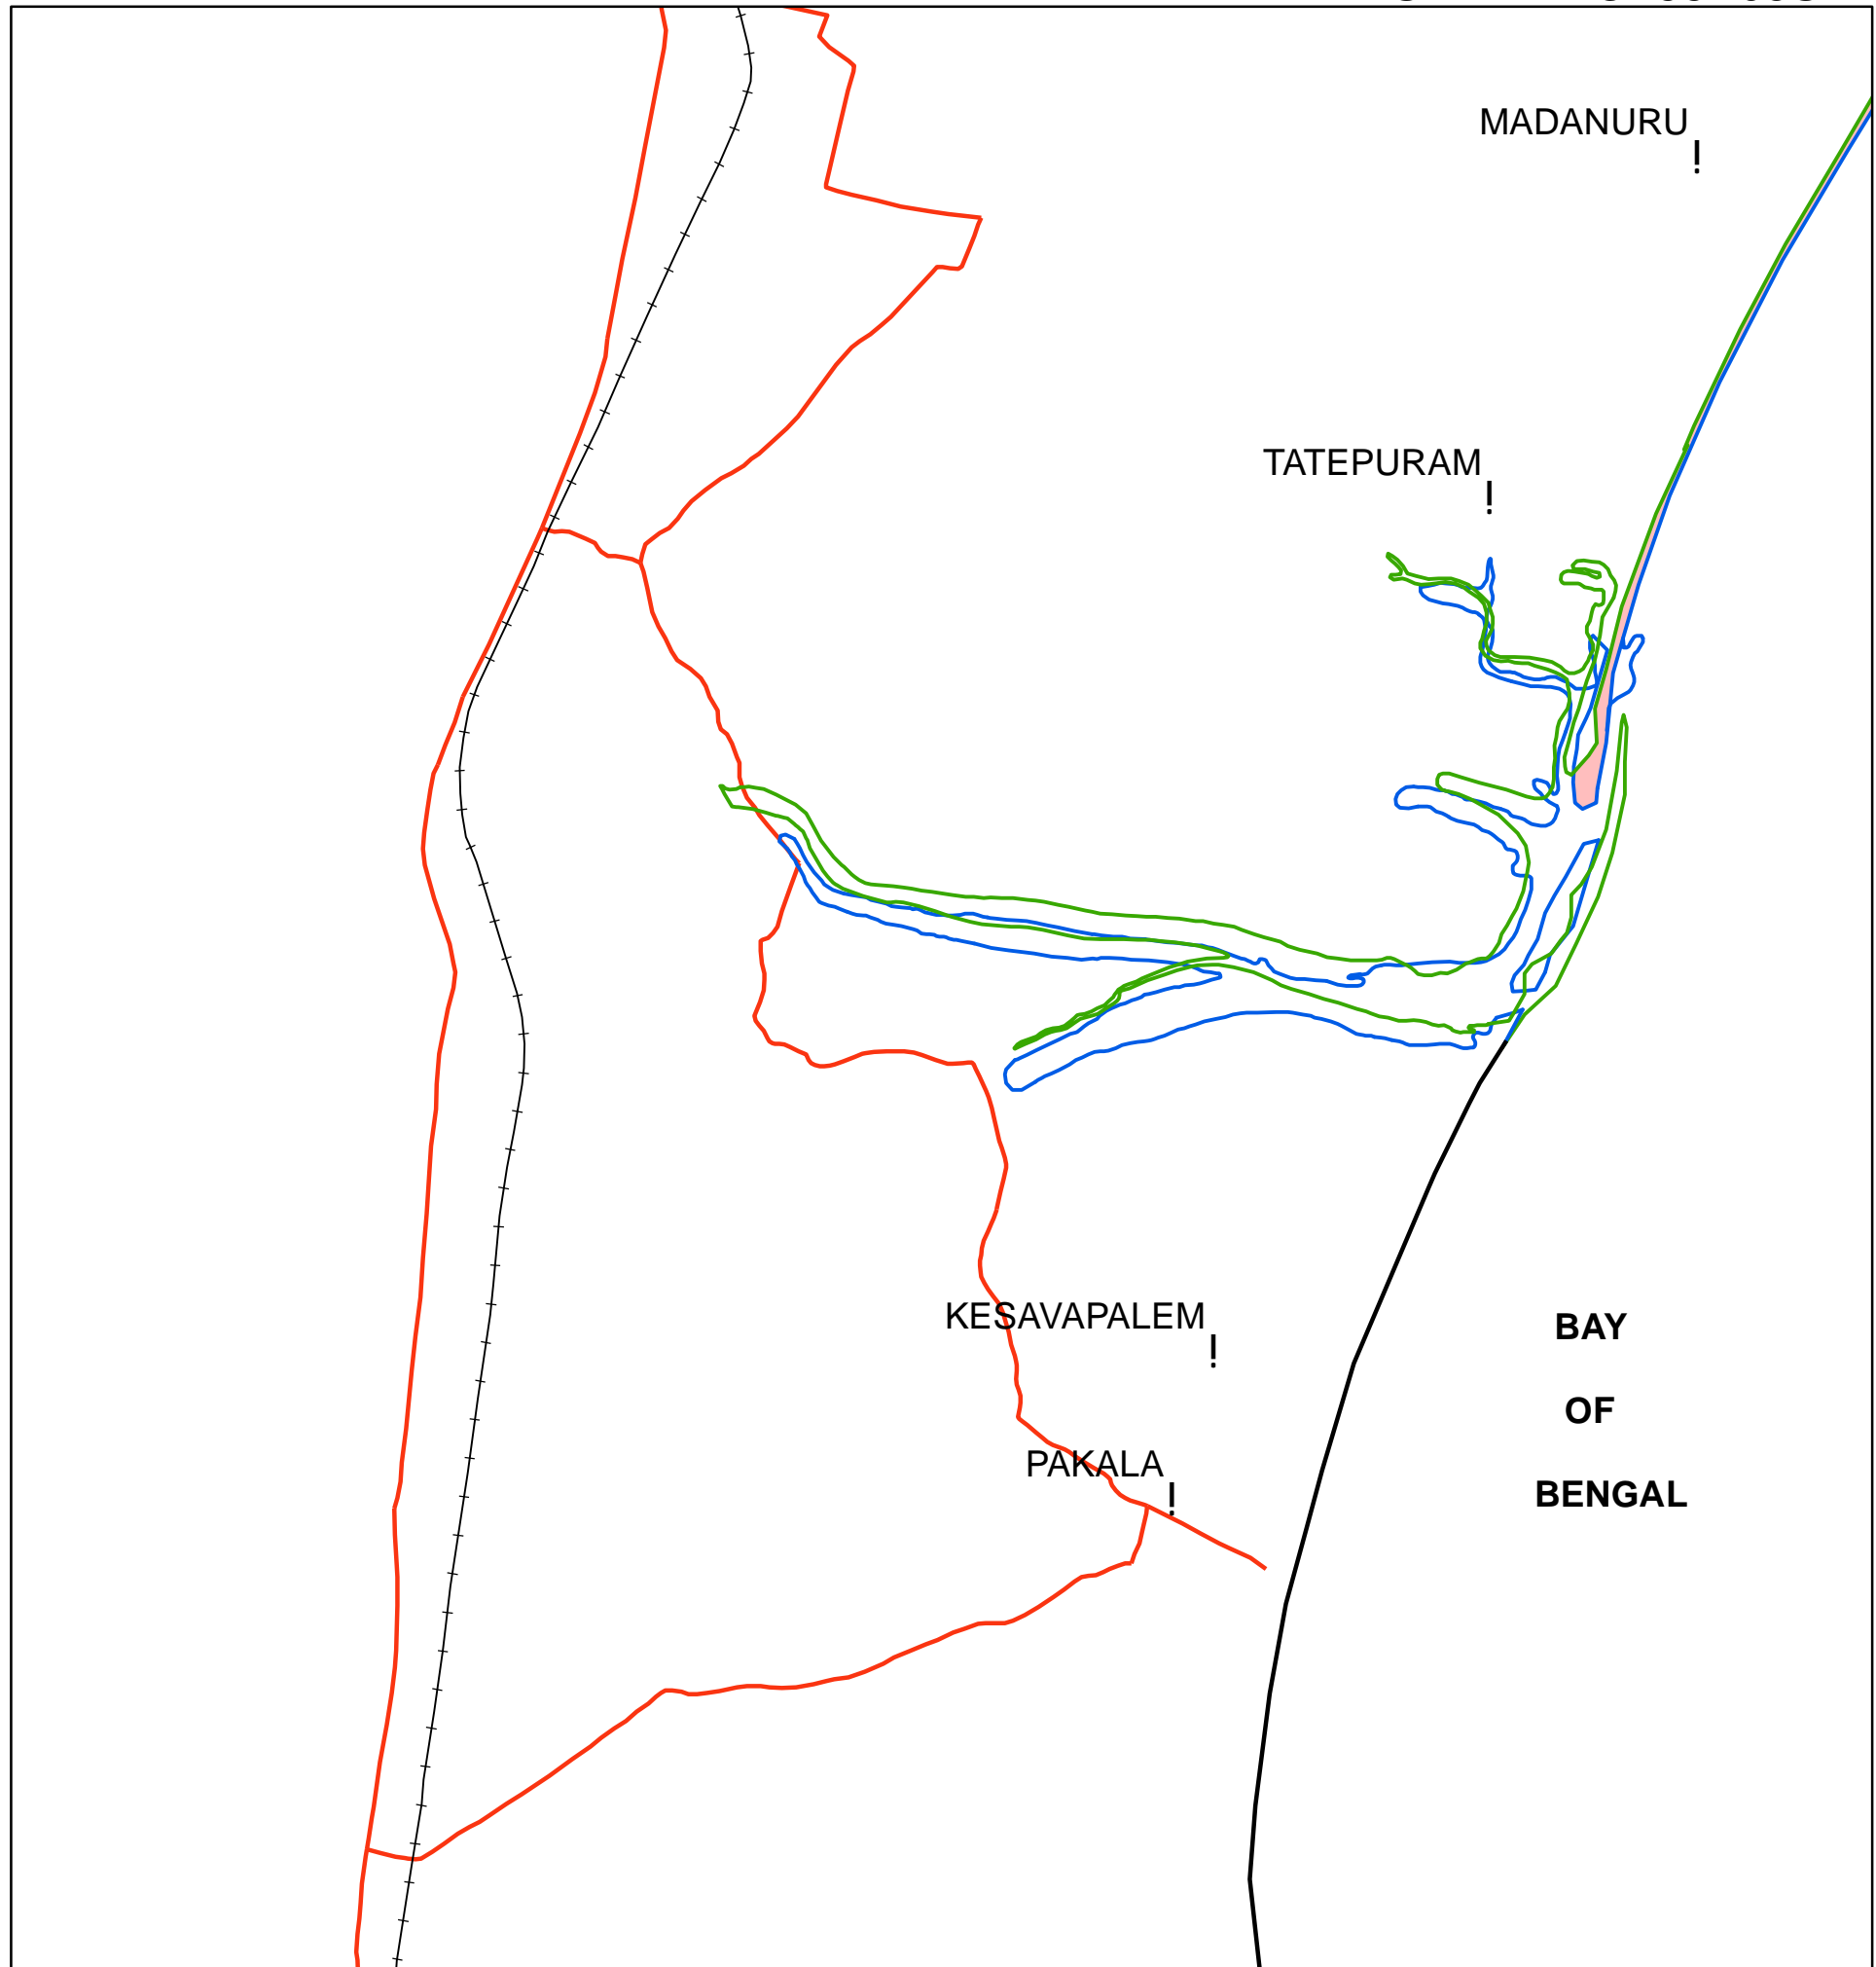 MADANURU
!
TATEPURAM
!
KESAVAPALEM
!
BAY
OF
PAKALA
!
BENGAL